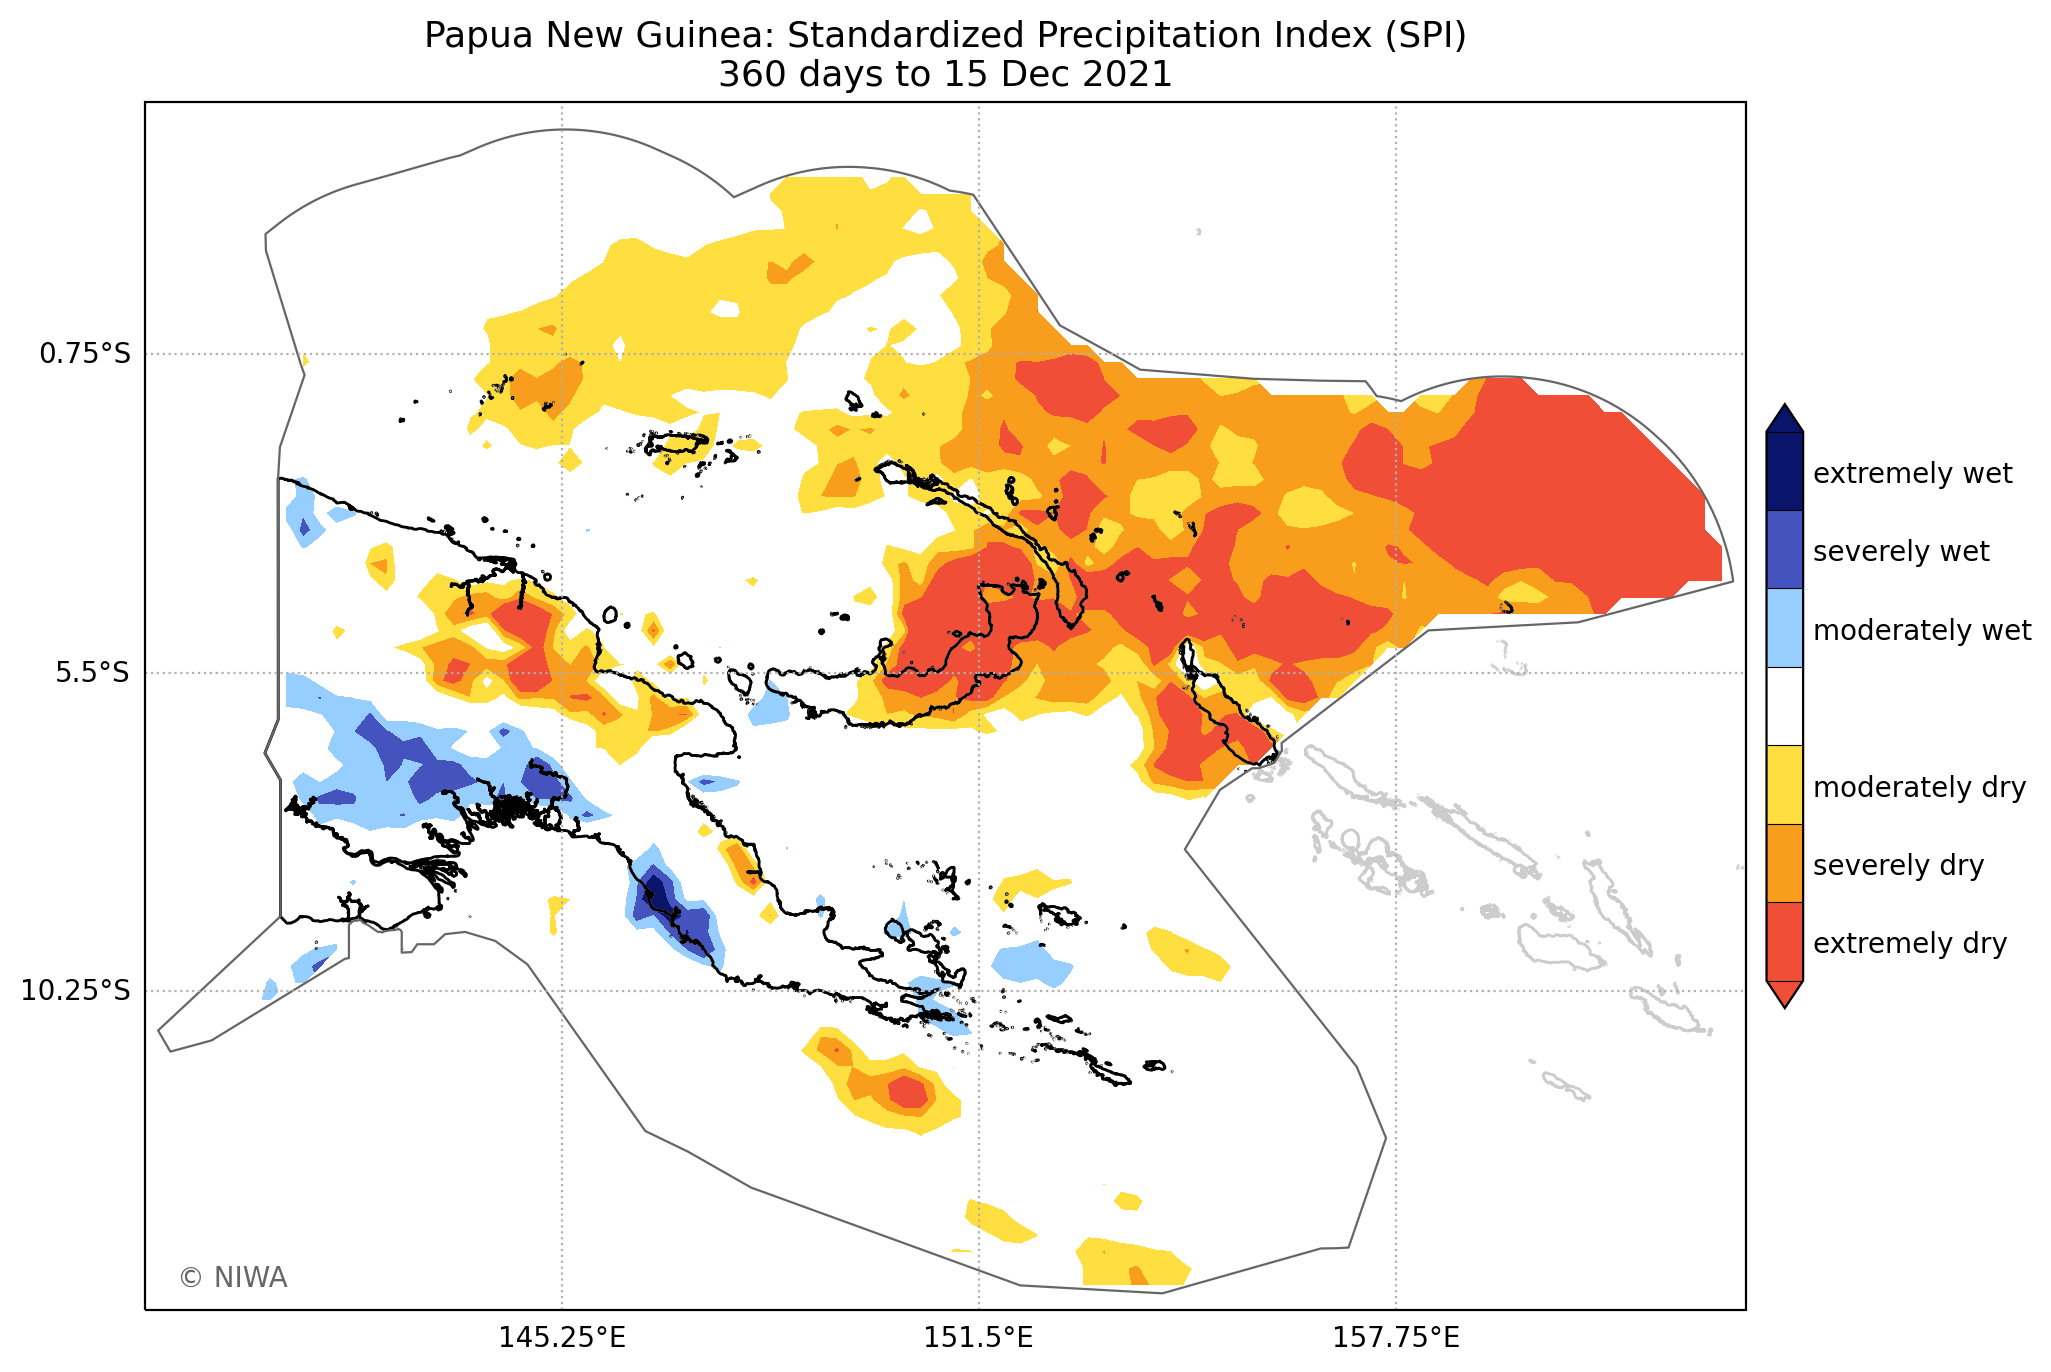 Papua New Guinea: Standardized Precipitation Index (SPI)
360 days to 15 Dec 2021
0.75°S
5.5°S
10.25°S
145.25°E
151.5°E
157.75°E
extremely wet
severely wet
moderately wet
moderately dry
severely dry
extremely dry
© NIWA